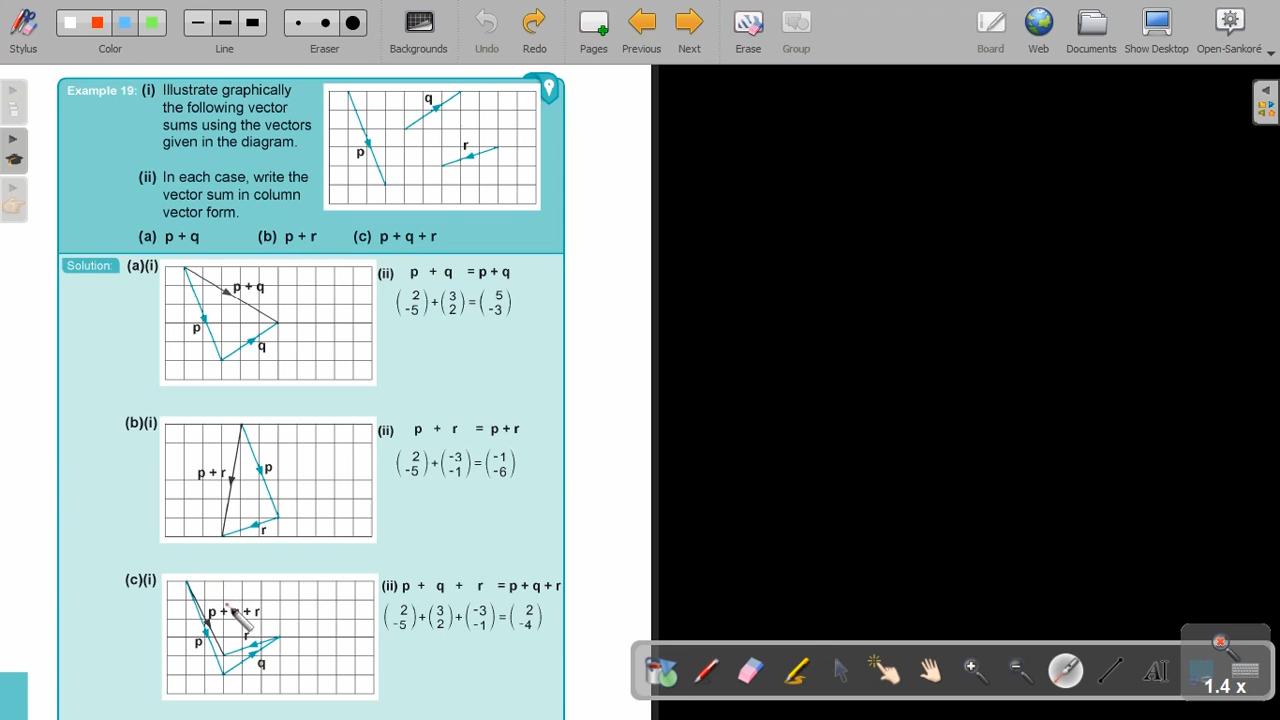 Stylus
Color
Line
Eraser
Backgrounds
Undo
Redo
Pages
Previous
Next
Erase
Group
Board
Web
Documents
Show Desktop
Open-Sankoré
Example 19: (i) Illustrate graphically
the following vector
sums using the vectors
given in the diagram.
(ii) In each case, write the
vector sum in column
vector form.
p
q
r
(a) p + q (b) p + r (c) p + q + r
Solution: (a)(i)
p + q
p
q
(ii) p + q = p + q
(2 -5) + (3 2) = (5 -3)
(b)(i)
p + r
p
r
(ii) p + r = p + r
(2 -5) + (-3 -1) = (-1 -6)
(c)(i)
p + + r
p
r
q
(ii) p + q + r = p + q + r
(2 -5) + (3 2) + (-3 -1) = (2 -4)
AI
1.4 x